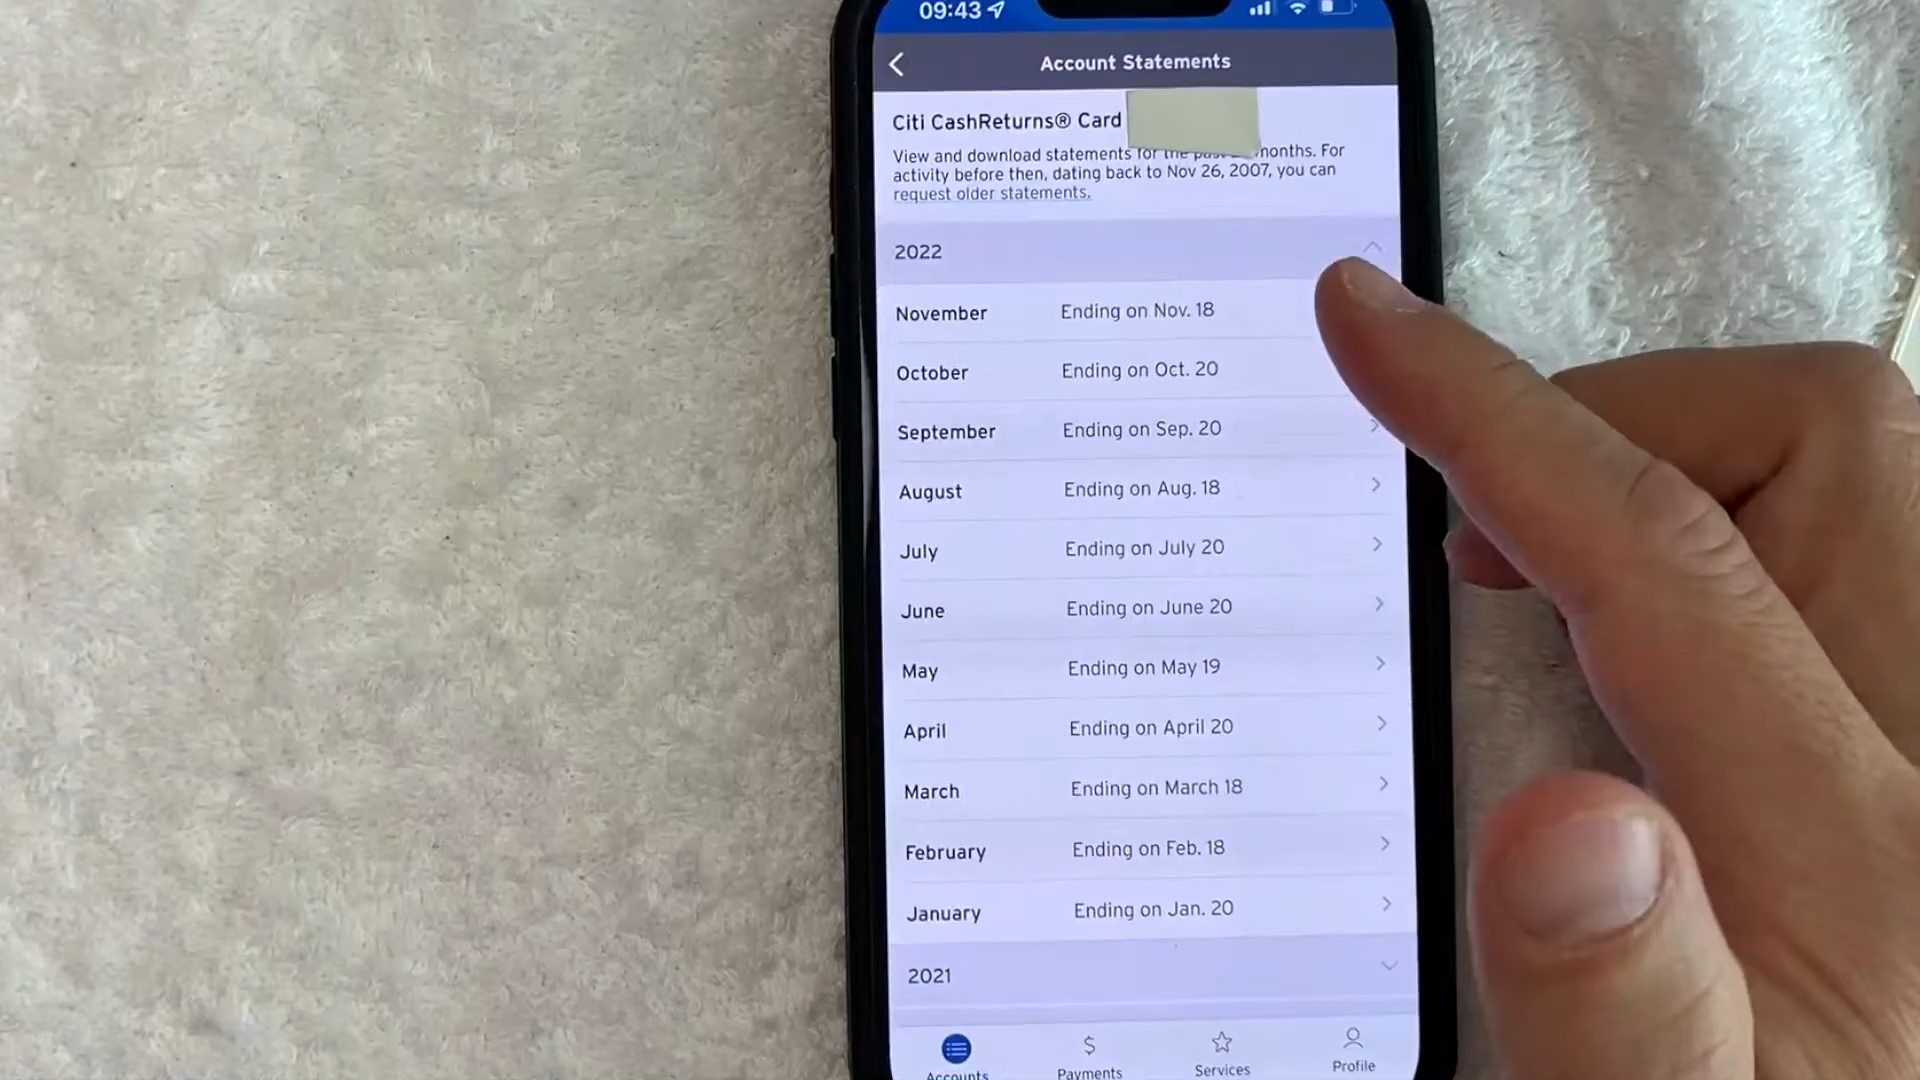 09:43
Account Statements
Citi CashReturns® Card
View and download statements for the months. For
activity before then, dating back to Nov 26, 2007, you can
request older statements.
2022
November Ending on Nov. 18
October Ending on Oct. 20
September Ending on Sep. 20
August Ending on Aug. 18
July Ending on July 20
June Ending on June 20
May Ending on May 19
April Ending on April 20
March Ending on March 18
February Ending on Feb. 18
January Ending on Jan. 20
2021
Accounts Payments Services Profile